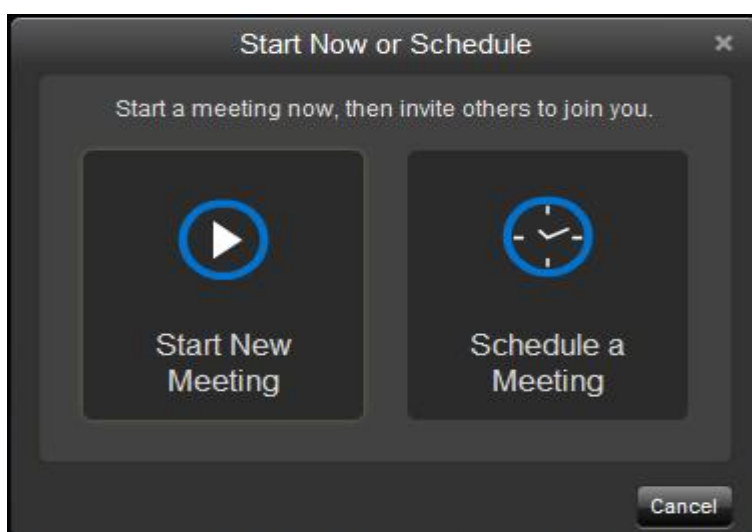 Start Now or Schedule
Start a meeting now, then invite others to join you.
Start New
Meeting
Schedule a
Meeting
Cancel